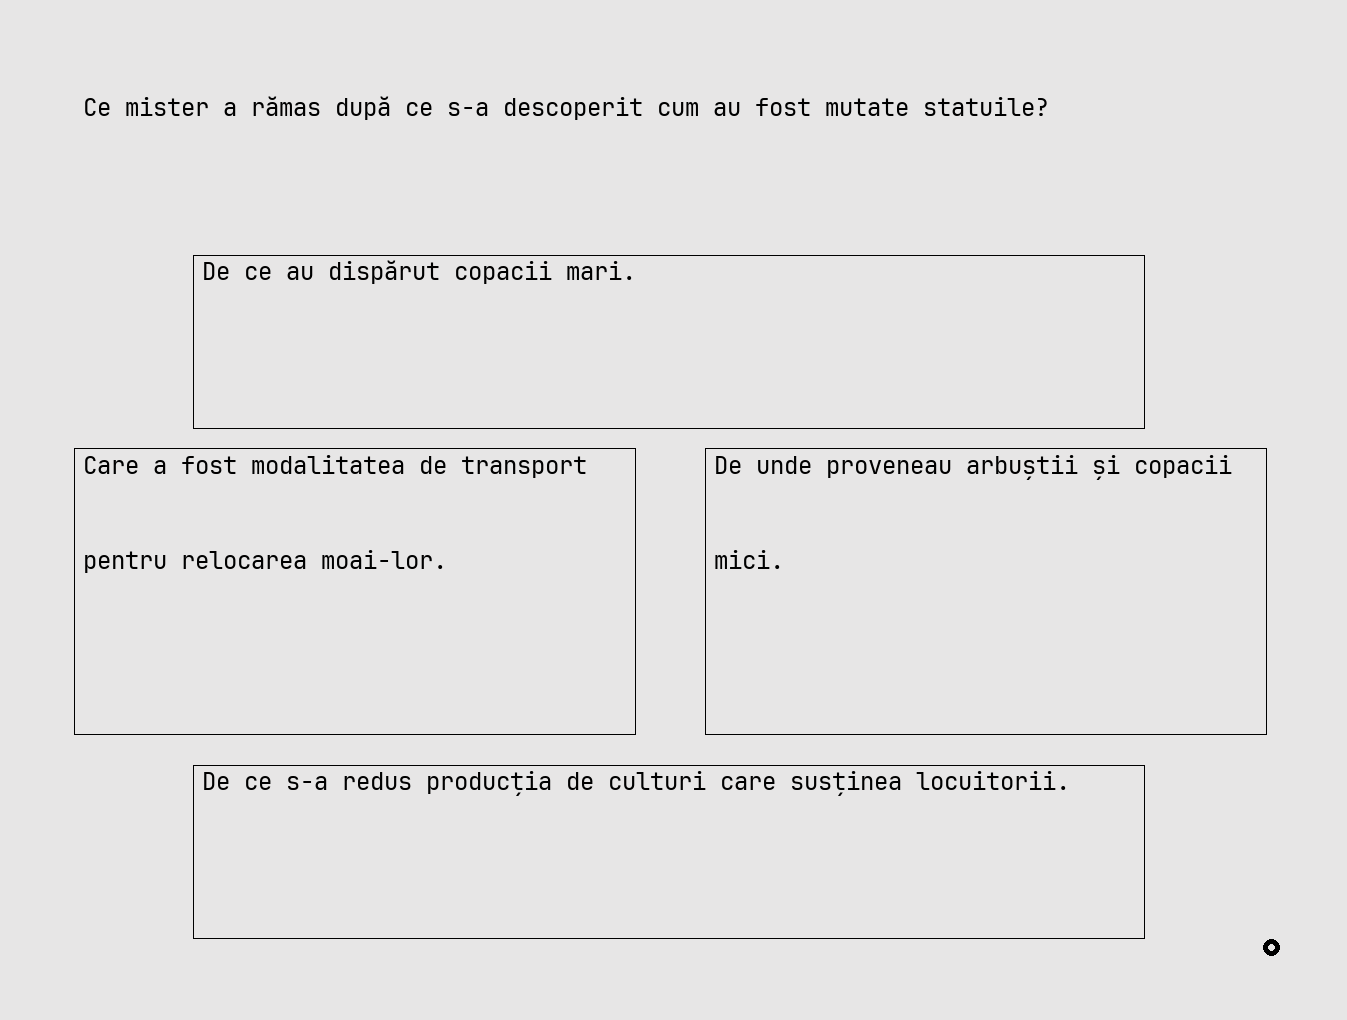 Ce mister a rămas după ce s-a descoperit cum au fost mutate statuile?
De ce au dispărut copacii mari.
Care a fost modalitatea de transport
pentru relocarea moai-lor.
De unde proveneau arbuștii și copacii
mici.
De ce s-a redus producția de culturi care susținea locuitorii.